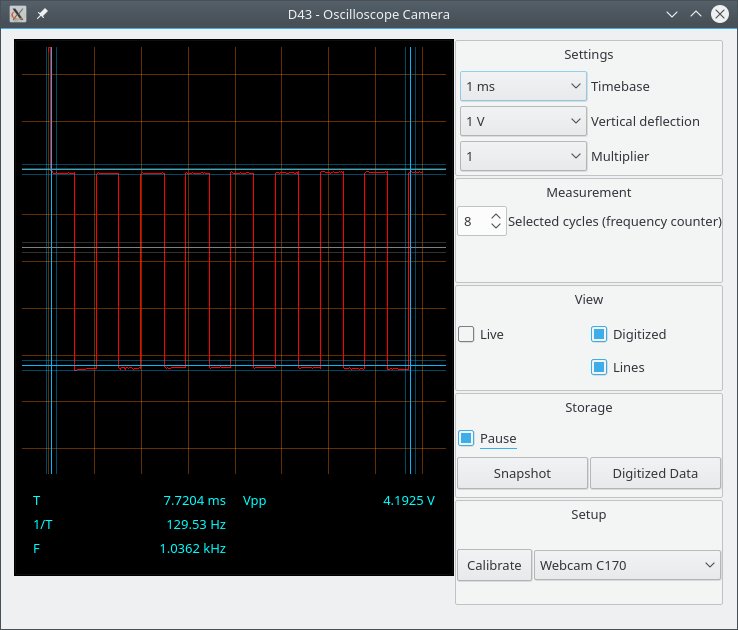 D43 - Oscilloscope Camera
Settings
1 ms Timebase
1 V Vertical deflection
1 Multiplier
Measurement
8 Selected cycles (frequency counter)
View
Live Digitized
Lines
Storage
Pause
Snapshot Digitized Data
Setup
Calibrate Webcam C170
T 7.7204 ms Vpp 4.1925 V
1/T 129.53 Hz
F 1.0362 kHz